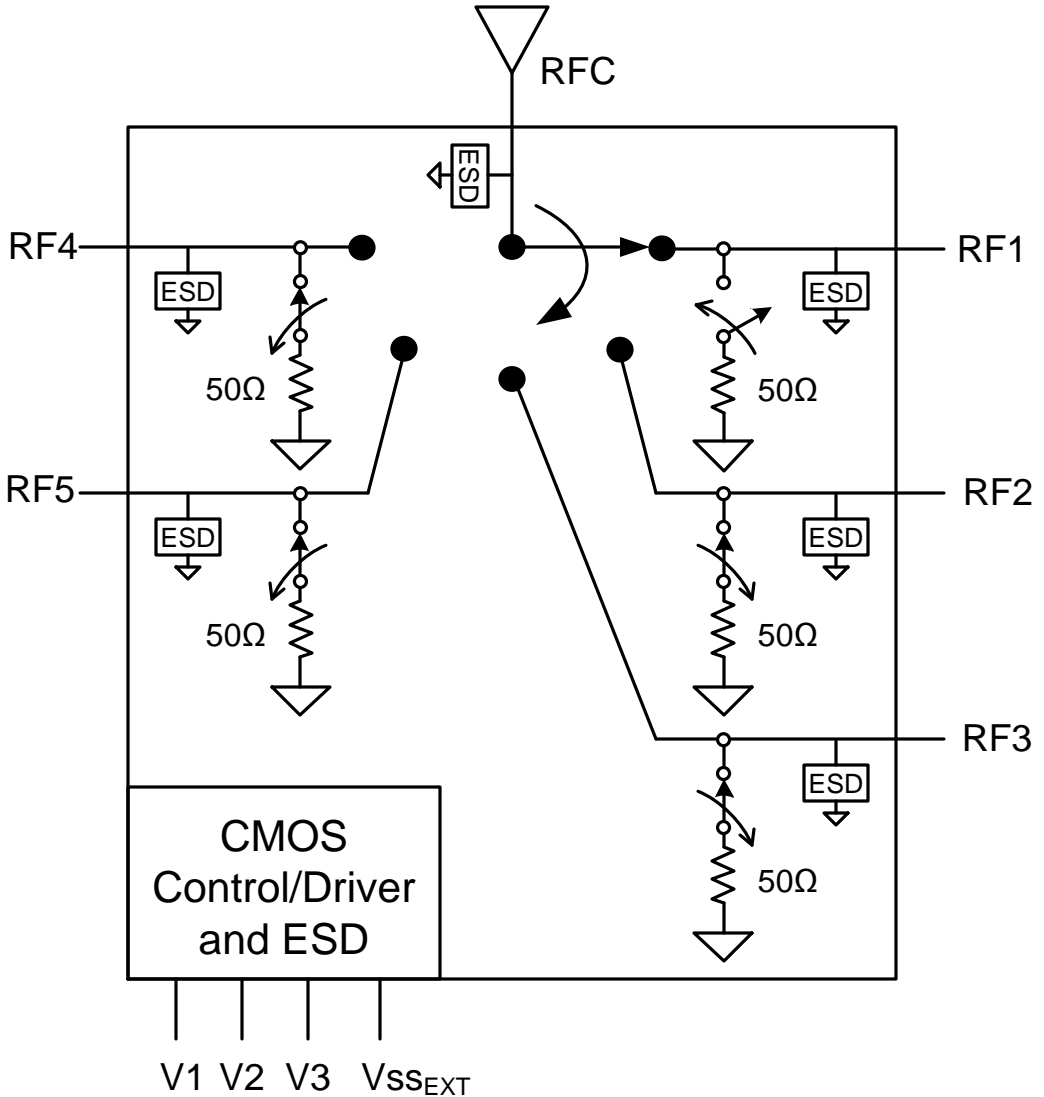 RFC
ESD
RF4
RF1
ESD
ESD
50Ω
50Ω
RF5
RF2
ESD
ESD
50Ω
50Ω
RF3
ESD
50Ω
CMOS
Control/Driver
and ESD
V1 V2 V3 VssEXT